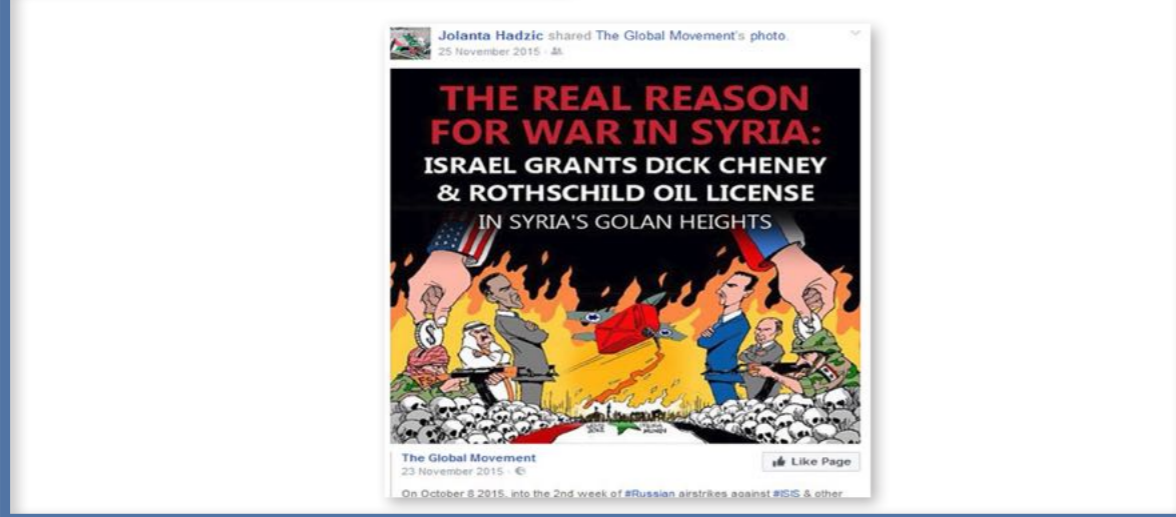 Jolanta Hadzic shared The Global Movement's photo.
25 November 2015
THE REAL REASON
FOR WAR IN SYRIA:
ISRAEL GRANTS DICK CHENEY
& ROTHSCHILD OIL LICENSE
IN SYRIA'S GOLAN HEIGHTS
$ $
FSA
The Global Movement
Like Page
23 November 2015
On October 8 2015, into the 2nd week of #Russian airstrikes against #ISIS & other